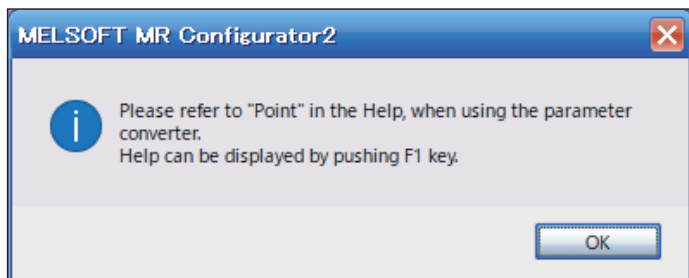 MELSOFT MR Configurator2
Please refer to "Point" in the Help, when using the parameter
converter.
Help can be displayed by pushing F1 key.
OK